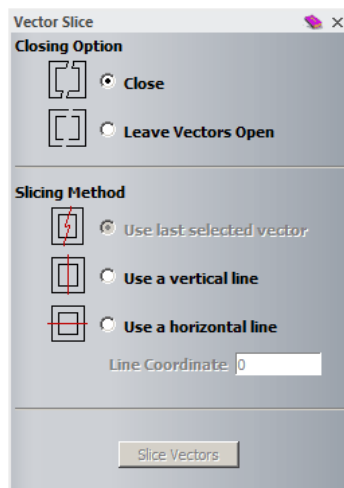 Vector Slice
Closing Option
Close
Leave Vectors Open
Slicing Method
Use last selected vector
Use a vertical line
Use a horizontal line
Line Coordinate 0
Slice Vectors